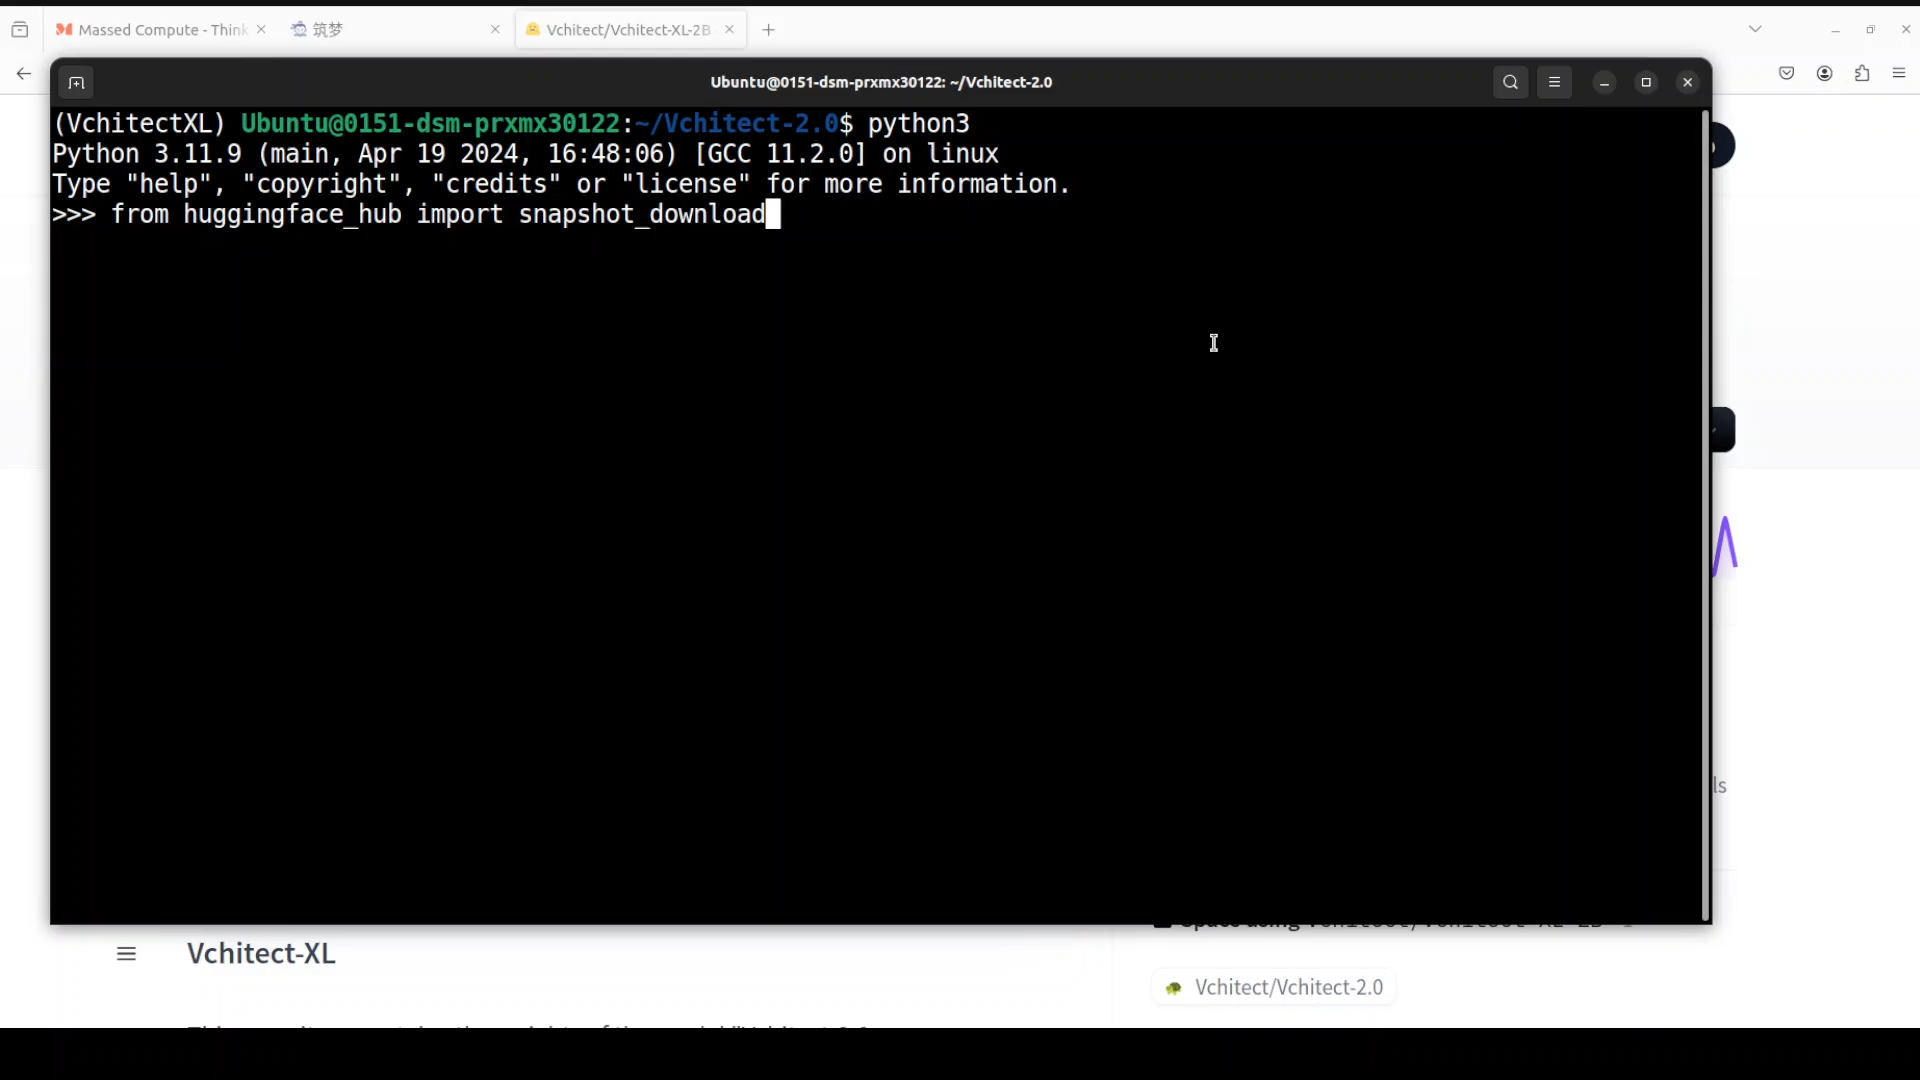 Massed Compute - Think
筑梦
Vchitect/Vchitect-XL-2B
Ubuntu@0151-dsm-prxmx30122: ~/Vchitect-2.0
(VchitectXL) Ubuntu@0151-dsm-prxmx30122:~/Vchitect-2.0$ python3
Python 3.11.9 (main, Apr 19 2024, 16:48:06) [GCC 11.2.0] on linux
Type "help", "copyright", "credits" or "license" for more information.
>>> from huggingface_hub import snapshot_download
ls
Vchitect-XL
Vchitect/Vchitect-2.0